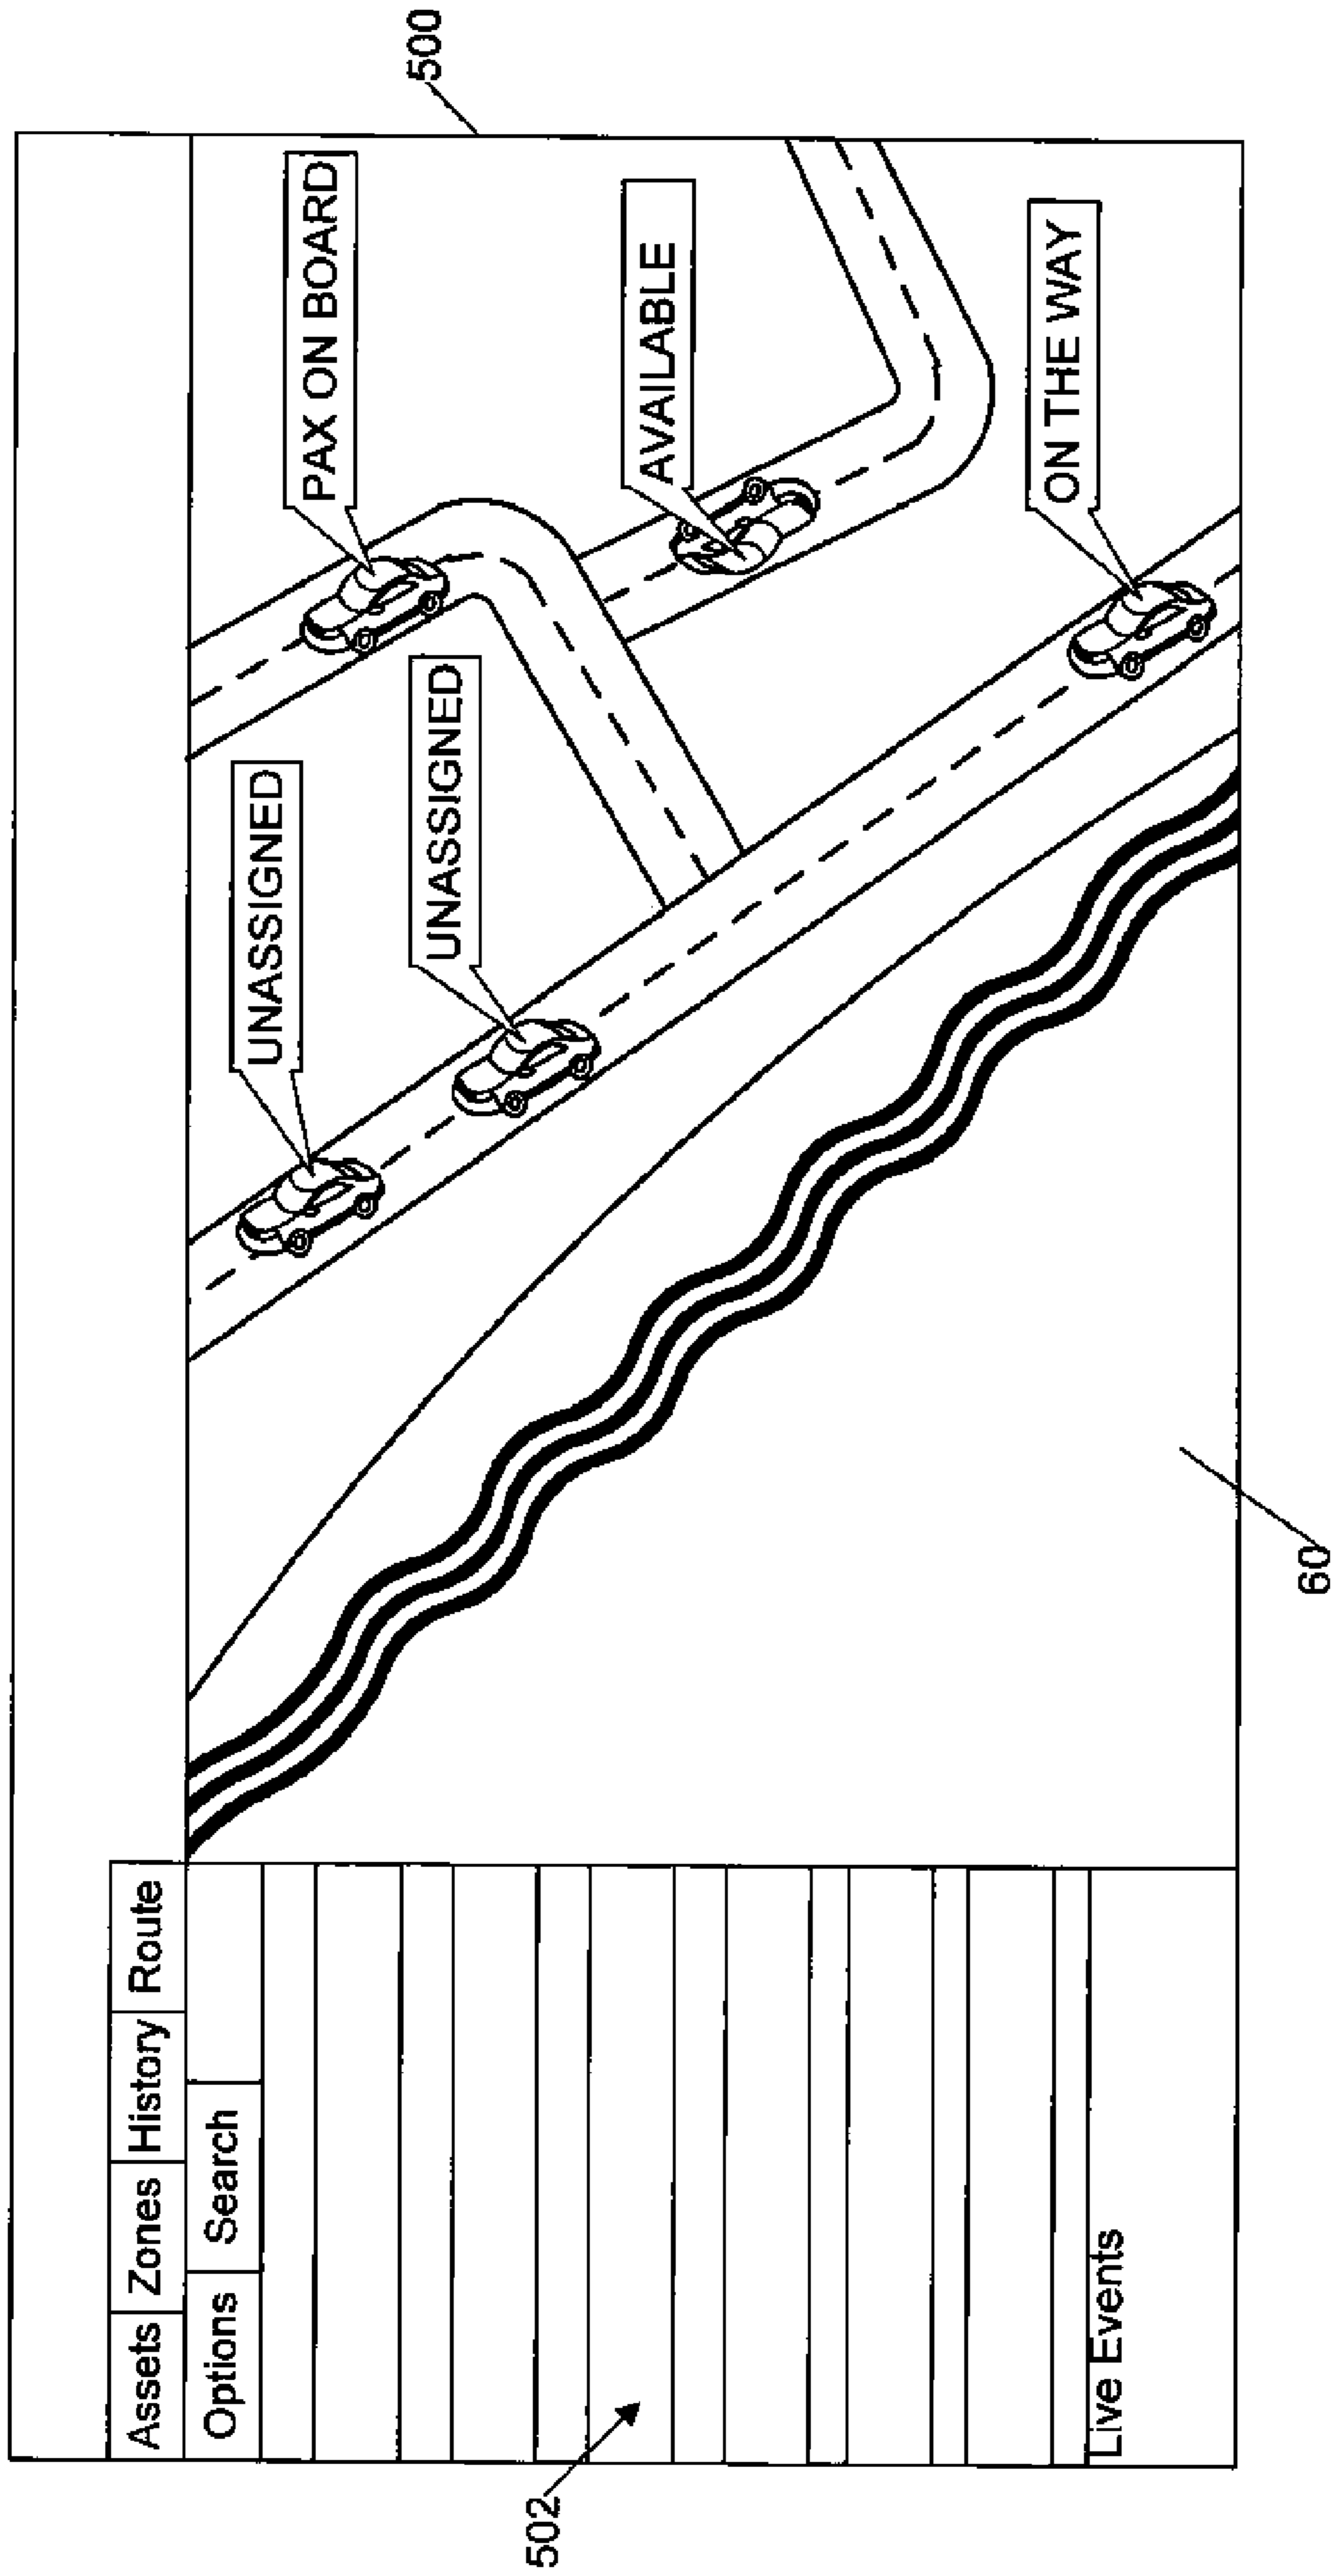 500
Assets Zones History Route
Options Search
UNASSIGNED
PAX ON BOARD
UNASSIGNED
AVAILABLE
502
ON THE WAY
Live Events
60